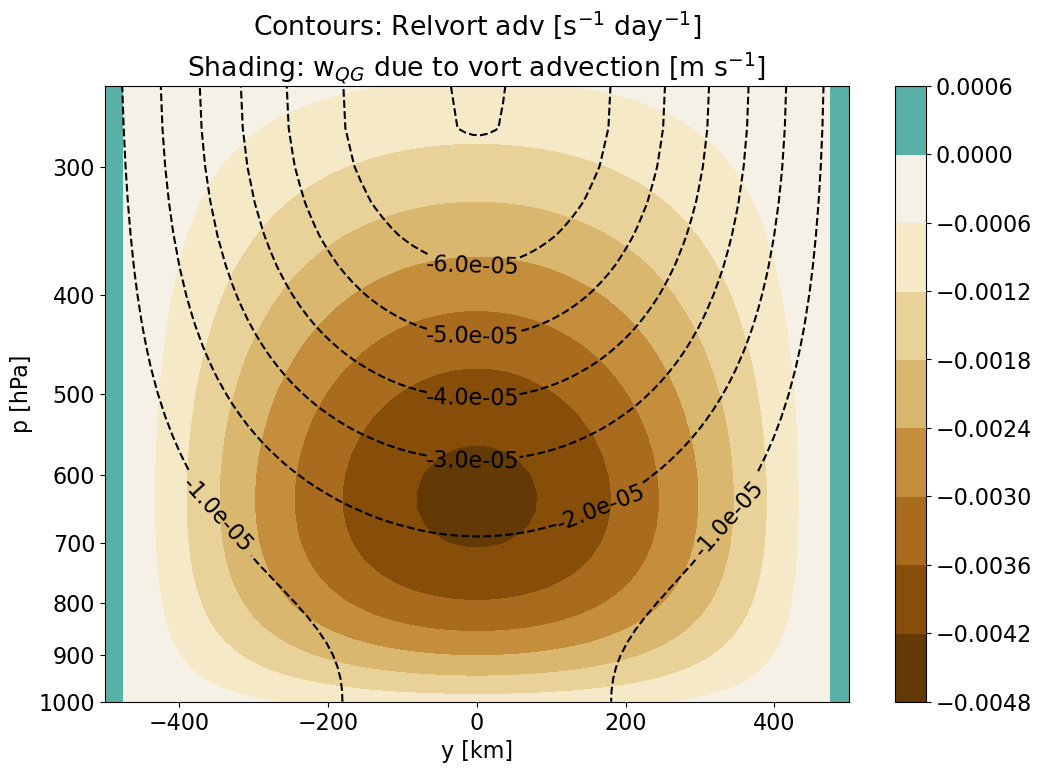 Contours: Relvort adv [s⁻¹ day⁻¹]
Shading: w_QG due to vort advection [m s⁻¹]
300
400
500
600
700
800
900
1000
p [hPa]
−400
−200
0
200
400
y [km]
-6.0e-05
-5.0e-05
-4.0e-05
-3.0e-05
-2.0e-05
-1.0e-05
-1.0e-05
0.0006
0.0000
−0.0006
−0.0012
−0.0018
−0.0024
−0.0030
−0.0036
−0.0042
−0.0048